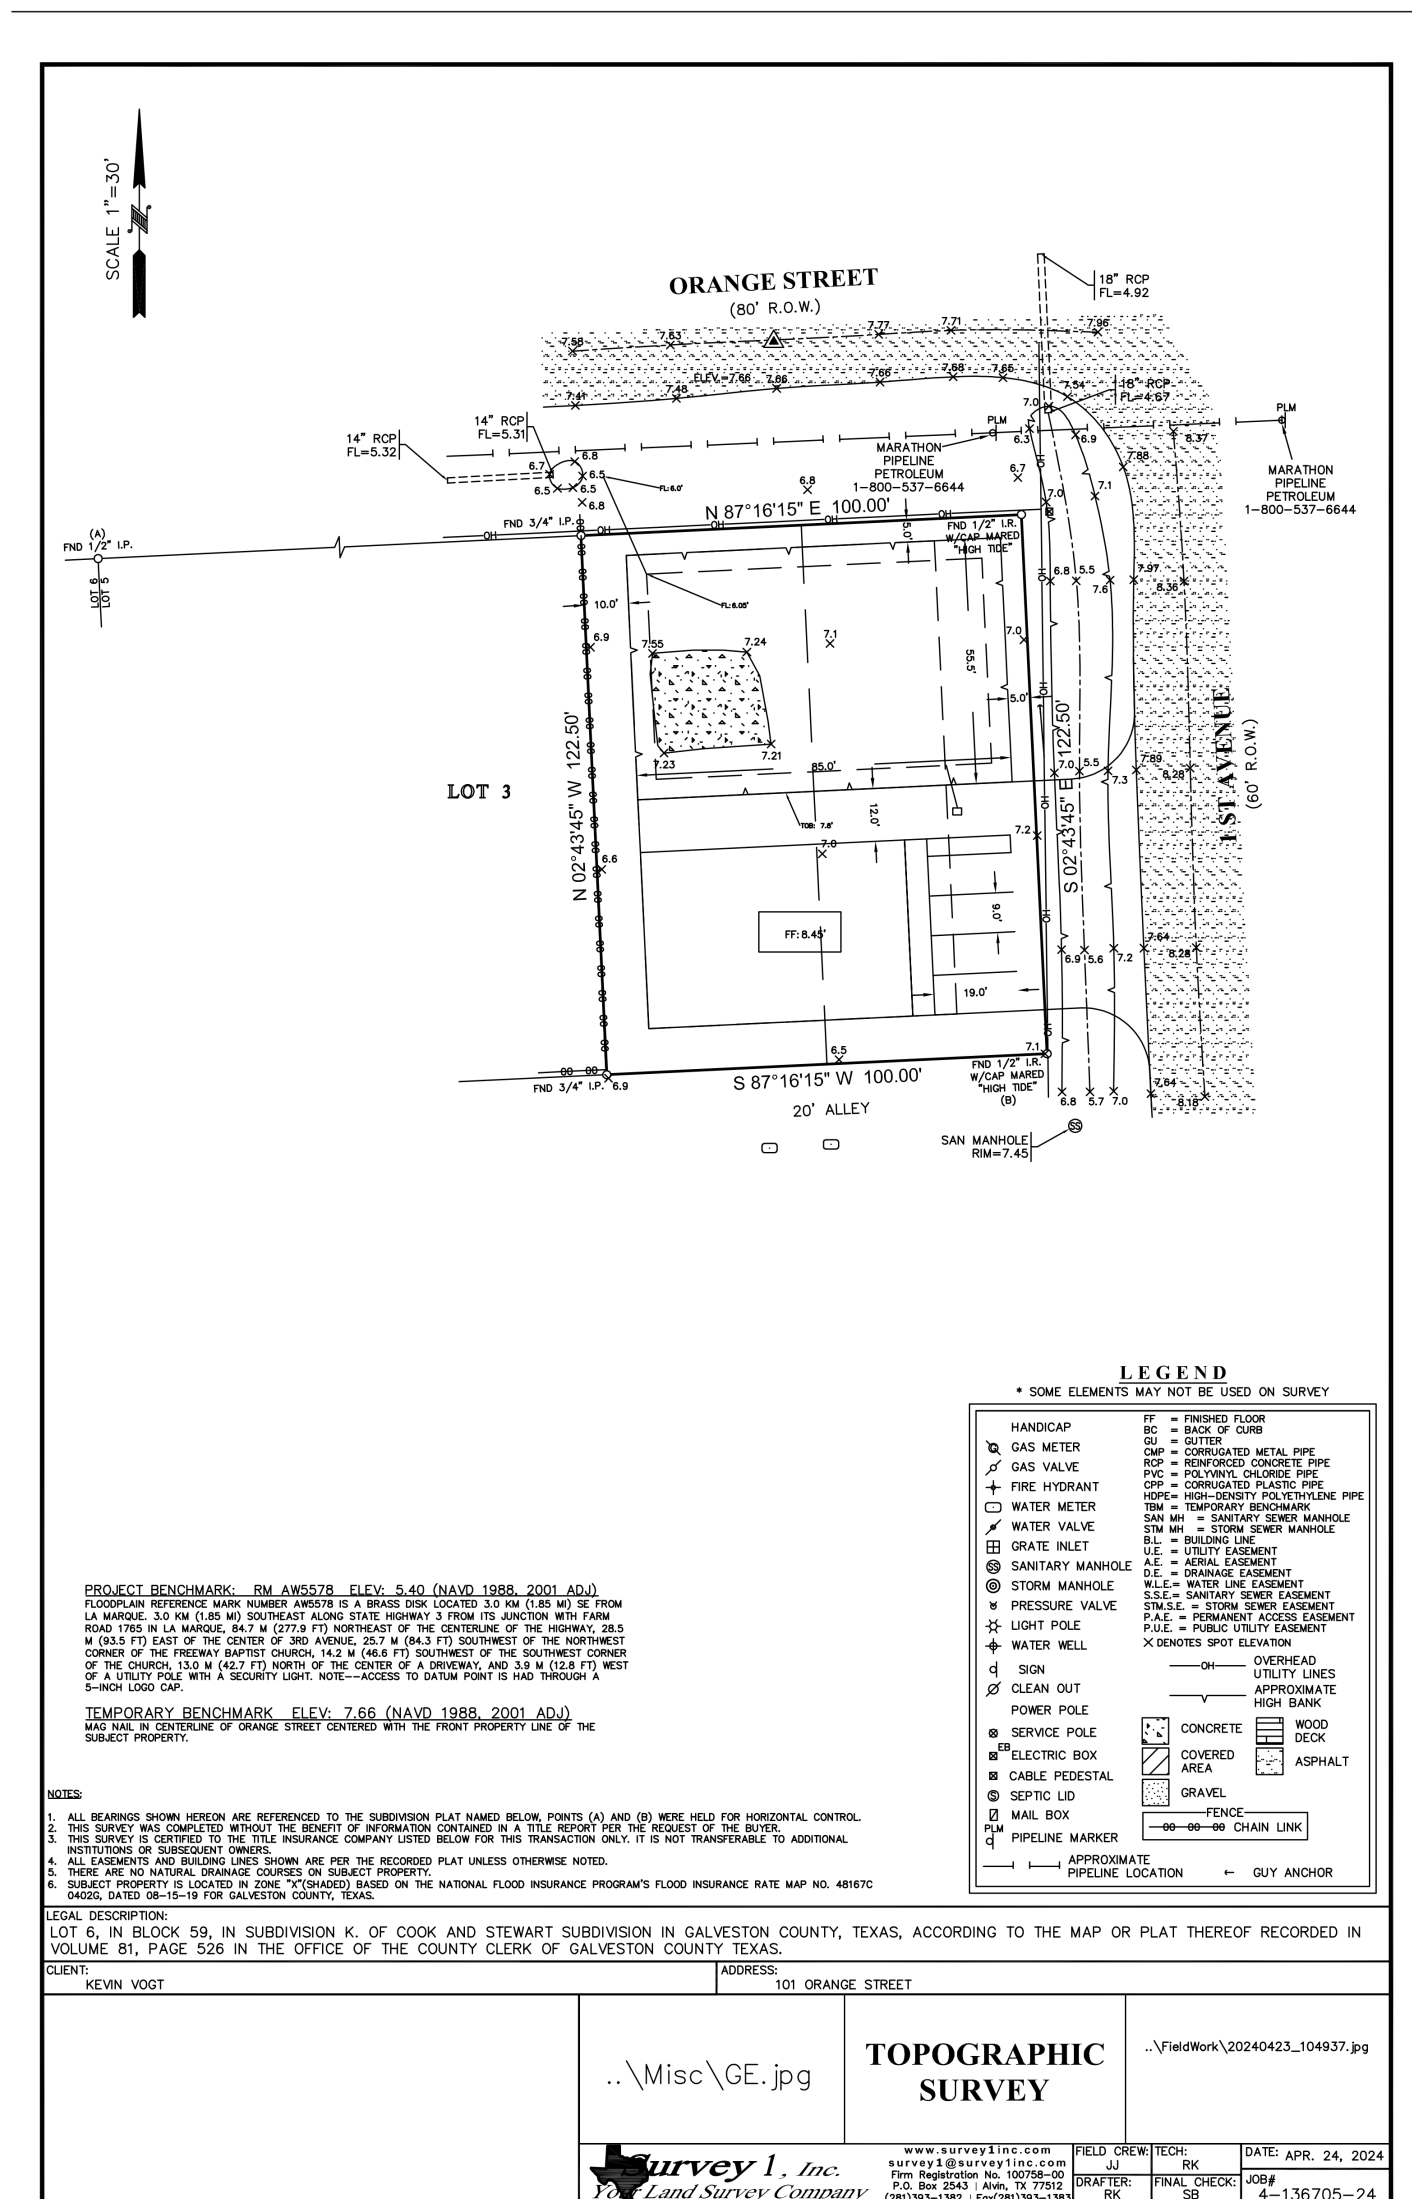 SCALE 1"=30'
ORANGE STREET
(80' R.O.W.)
18" RCP
FL=4.92
7.58
7.63
7.77
7.71
7.96
ELEV.=7.66
7.41
7.48
7.66
7.66
7.68
7.65
7.54
18" RCP
FL=4.67
7.0
14" RCP
FL=5.31
14" RCP
FL=5.32
6.7
6.8
6.5
6.5
6.5
6.8
FL:6.0'
6.8
PLM
6.3
6.9
MARATHON
PIPELINE
PETROLEUM
1-800-537-6644
6.7
7.0
7.1
7.88
8.37
PLM
MARATHON
PIPELINE
PETROLEUM
1-800-537-6644
N 87°16'15" E 100.00'
FND 3/4" I.P.
OH
OH
OH
OH
OH
FND 1/2" I.R.
W/CAP MARED
"HIGH TIDE"
5.0'
(A)
FND 1/2" I.P.
LOT 6
LOT 5
10.0'
FL:6.05'
6.9
7.55
7.24
7.1
7.0
55.5'
5.0'
6.8
5.5
7.6
7.97
8.36
OH
OH
OH
OH
OH
N 02°43'45" W 122.50'
S 02°43'45" E 122.50'
1ST AVENUE
(60' R.O.W.)
LOT 3
7.23
7.21
85.0'
7.0
5.5
7.3
7.89
8.28
TOB: 7.8'
12.0'
7.0
7.2
6.6
FF: 8.45'
9.0'
19.0'
6.9
5.6
7.2
7.64
8.28
6.5
7.1
FND 3/4" I.P.
6.9
S 87°16'15" W 100.00'
FND 1/2" I.R.
W/CAP MARED
"HIGH TIDE"
(B)
6.8
5.7
7.0
7.64
8.18
20' ALLEY
SAN MANHOLE
RIM=7.45
LEGEND
* SOME ELEMENTS MAY NOT BE USED ON SURVEY
HANDICAP
GAS METER
GAS VALVE
FIRE HYDRANT
WATER METER
WATER VALVE
GRATE INLET
SANITARY MANHOLE
STORM MANHOLE
PRESSURE VALVE
LIGHT POLE
WATER WELL
SIGN
CLEAN OUT
POWER POLE
SERVICE POLE
EB ELECTRIC BOX
CABLE PEDESTAL
SEPTIC LID
MAIL BOX
PLM
PIPELINE MARKER
FF = FINISHED FLOOR
BC = BACK OF CURB
GU = GUTTER
CMP = CORRUGATED METAL PIPE
RCP = REINFORCED CONCRETE PIPE
PVC = POLYVINYL CHLORIDE PIPE
CPP = CORRUGATED PLASTIC PIPE
HDPE= HIGH-DENSITY POLYETHYLENE PIPE
TBM = TEMPORARY BENCHMARK
SAN MH = SANITARY SEWER MANHOLE
STM MH = STORM SEWER MANHOLE
B.L. = BUILDING LINE
U.E. = UTILITY EASEMENT
A.E. = AERIAL EASEMENT
D.E. = DRAINAGE EASEMENT
W.L.E.= WATER LINE EASEMENT
S.S.E.= SANITARY SEWER EASEMENT
STM.S.E. = STORM SEWER EASEMENT
P.A.E. = PERMANENT ACCESS EASEMENT
P.U.E. = PUBLIC UTILITY EASEMENT
X DENOTES SPOT ELEVATION
OH OVERHEAD
UTILITY LINES
APPROXIMATE
HIGH BANK
CONCRETE
WOOD
DECK
COVERED
AREA
ASPHALT
GRAVEL
FENCE
CHAIN LINK
APPROXIMATE
PIPELINE LOCATION
← GUY ANCHOR
PROJECT BENCHMARK: RM AW5578 ELEV: 5.40 (NAVD 1988, 2001 ADJ)
FLOODPLAIN REFERENCE MARK NUMBER AW5578 IS A BRASS DISK LOCATED 3.0 KM (1.85 MI) SE FROM
LA MARQUE. 3.0 KM (1.85 MI) SOUTHEAST ALONG STATE HIGHWAY 3 FROM ITS JUNCTION WITH FARM
ROAD 1765 IN LA MARQUE, 84.7 M (277.9 FT) NORTHEAST OF THE CENTERLINE OF THE HIGHWAY, 28.5
M (93.5 FT) EAST OF THE CENTER OF 3RD AVENUE, 25.7 M (84.3 FT) SOUTHWEST OF THE NORTHWEST
CORNER OF THE FREEWAY BAPTIST CHURCH, 14.2 M (46.6 FT) SOUTHWEST OF THE SOUTHWEST CORNER
OF THE CHURCH, 13.0 M (42.7 FT) NORTH OF THE CENTER OF A DRIVEWAY, AND 3.9 M (12.8 FT) WEST
OF A UTILITY POLE WITH A SECURITY LIGHT. NOTE--ACCESS TO DATUM POINT IS HAD THROUGH A
5-INCH LOGO CAP.
TEMPORARY BENCHMARK ELEV: 7.66 (NAVD 1988, 2001 ADJ)
MAG NAIL IN CENTERLINE OF ORANGE STREET CENTERED WITH THE FRONT PROPERTY LINE OF THE
SUBJECT PROPERTY.
NOTES:
1. ALL BEARINGS SHOWN HEREON ARE REFERENCED TO THE SUBDIVISION PLAT NAMED BELOW, POINTS (A) AND (B) WERE HELD FOR HORIZONTAL CONTROL.
2. THIS SURVEY WAS COMPLETED WITHOUT THE BENEFIT OF INFORMATION CONTAINED IN A TITLE REPORT PER THE REQUEST OF THE BUYER.
3. THIS SURVEY IS CERTIFIED TO THE TITLE INSURANCE COMPANY LISTED BELOW FOR THIS TRANSACTION ONLY. IT IS NOT TRANSFERABLE TO ADDITIONAL
INSTITUTIONS OR SUBSEQUENT OWNERS.
4. ALL EASEMENTS AND BUILDING LINES SHOWN ARE PER THE RECORDED PLAT UNLESS OTHERWISE NOTED.
5. THERE ARE NO NATURAL DRAINAGE COURSES ON SUBJECT PROPERTY.
6. SUBJECT PROPERTY IS LOCATED IN ZONE "X"(SHADED) BASED ON THE NATIONAL FLOOD INSURANCE PROGRAM'S FLOOD INSURANCE RATE MAP NO. 48167C
0402G, DATED 08-15-19 FOR GALVESTON COUNTY, TEXAS.
LEGAL DESCRIPTION:
LOT 6, IN BLOCK 59, IN SUBDIVISION K. OF COOK AND STEWART SUBDIVISION IN GALVESTON COUNTY, TEXAS, ACCORDING TO THE MAP OR PLAT THEREOF RECORDED IN
VOLUME 81, PAGE 526 IN THE OFFICE OF THE COUNTY CLERK OF GALVESTON COUNTY TEXAS.
CLIENT:
KEVIN VOGT
ADDRESS:
101 ORANGE STREET
..\Misc\GE.jpg
TOPOGRAPHIC
SURVEY
..\FieldWork\20240423_104937.jpg
Survey 1, Inc.
Your Land Survey Company
www.survey1inc.com
survey1@survey1inc.com
Firm Registration No. 100758-00
P.O. Box 2543 | Alvin, TX 77512
(281)393-1382 | Fax(281)393-1383
FIELD CREW:
JJ
TECH:
RK
DATE: APR. 24, 2024
DRAFTER:
RK
FINAL CHECK:
SB
JOB#
4-136705-24